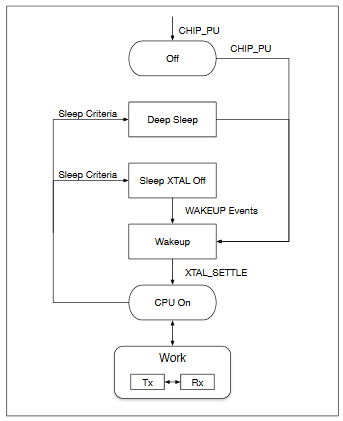 CHIP_PU
Off
CHIP_PU
Sleep Criteria
Deep Sleep
Sleep Criteria
Sleep XTAL Off
WAKEUP Events
Wakeup
XTAL_SETTLE
CPU On
Work
Tx
Rx